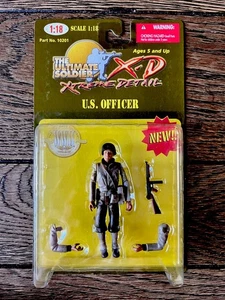 1:18
SCALE 1:18
Part No. 10201
Ages 5 and Up
WARNING:
THE
ULTIMATE
SOLDIER
X-D
XTREME DETAIL
U.S. OFFICER
NEW!!